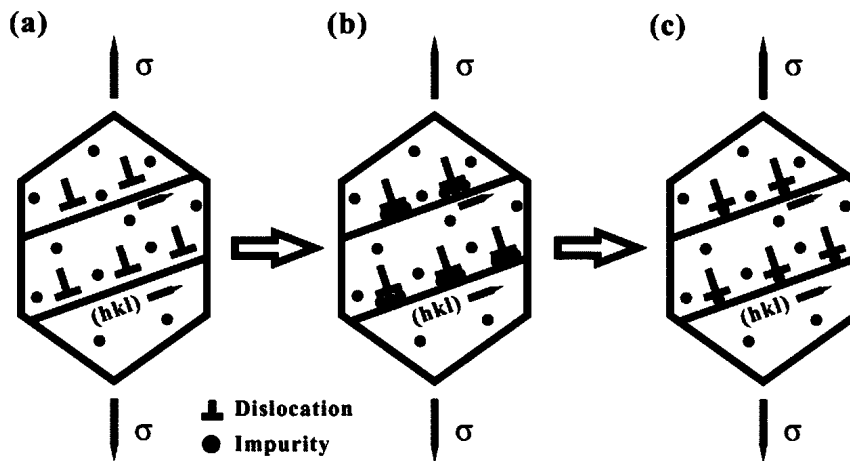 (a) (b) (c)
σ σ σ
(hkl) (hkl) (hkl)
Dislocation
Impurity
σ σ σ